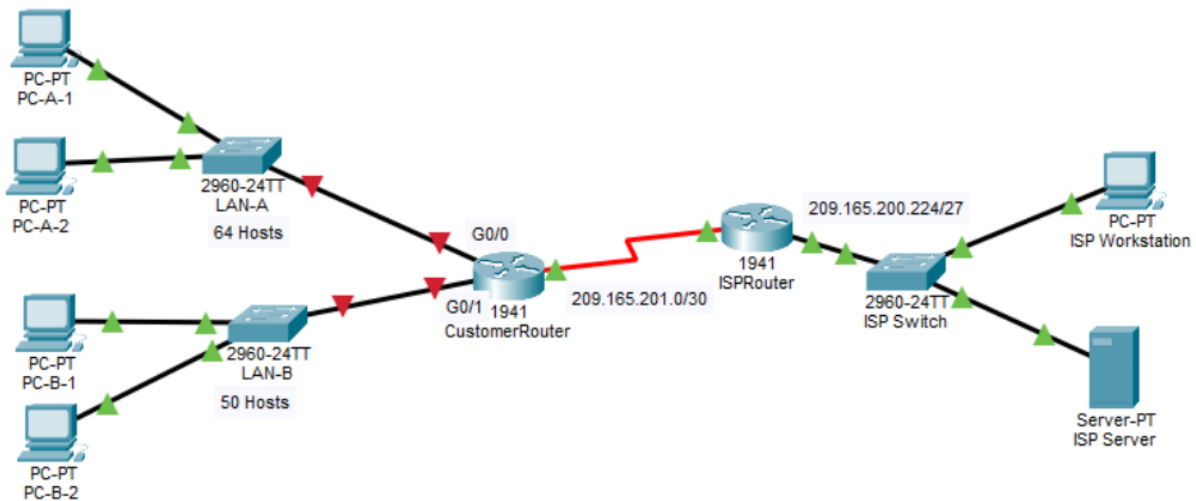 PC-PT
PC-A-1
PC-PT
PC-A-2
2960-24TT
LAN-A
64 Hosts
PC-PT
PC-B-1
PC-PT
PC-B-2
2960-24TT
LAN-B
50 Hosts
G0/0
G0/1
1941
CustomerRouter
209.165.201.0/30
1941
ISPRouter
209.165.200.224/27
2960-24TT
ISP Switch
PC-PT
ISP Workstation
Server-PT
ISP Server